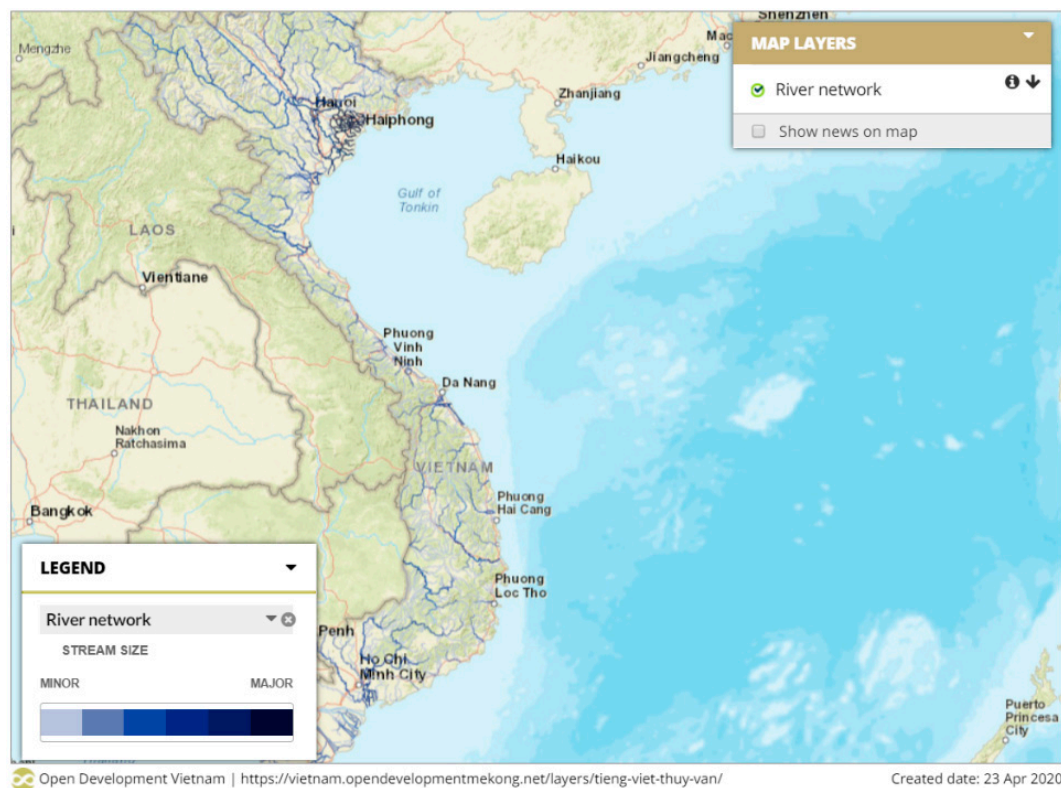 Shenzhen
Mengzhe
Mac
Jiangcheng
MAP LAYERS
River network
Show news on map
Hanoi
Haiphong
Zhanjiang
Haikou
Gulf of
Tonkin
LAOS
Vientiane
Phuong
Vinh
Ninh
Da Nang
THAILAND
Nakhon
Ratchasima
VIETNAM
Phuong
Hai Cang
Bangkok
Phuong
Loc Tho
LEGEND
River network
STREAM SIZE
MINOR
MAJOR
Penh
Ho Chi
Minh City
Puerto
Princesa
City
Open Development Vietnam | https://vietnam.opendevelopmentmekong.net/layers/tieng-viet-thuy-van/
Created date: 23 Apr 2020